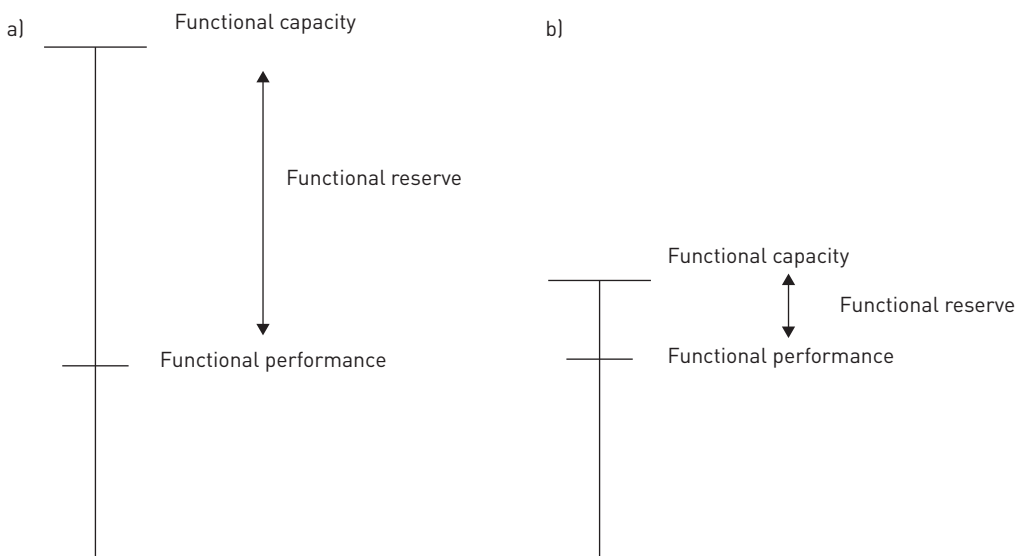 a)
Functional capacity
Functional reserve
Functional performance
b)
Functional capacity
Functional reserve
Functional performance